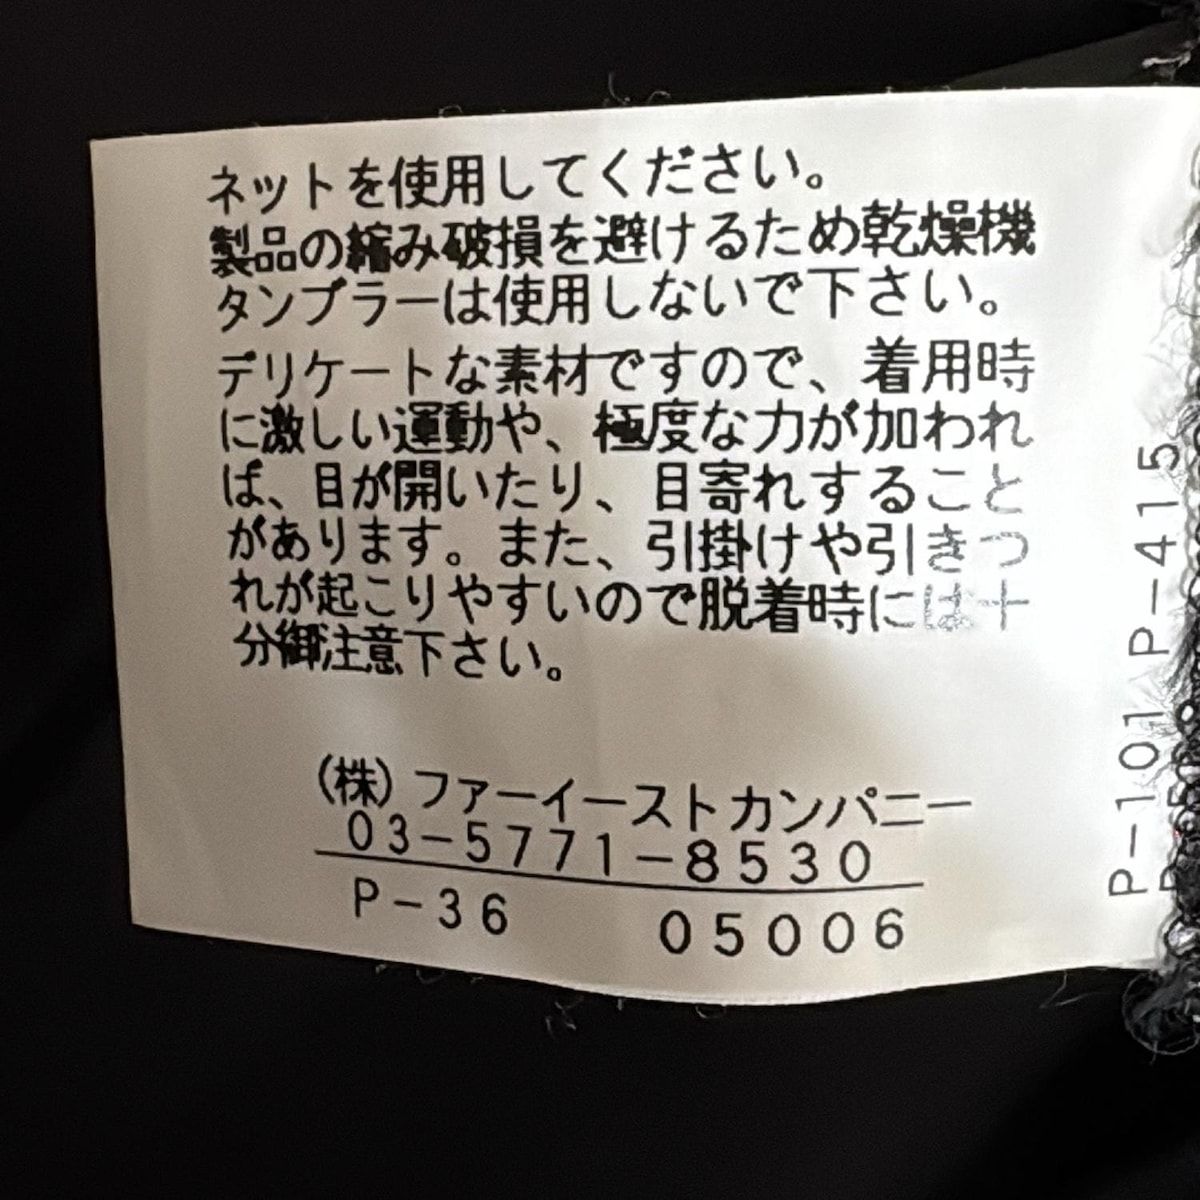 ネットを使用してください。
製品の縮み破損を避けるため乾燥機
タンブラーは使用しないで下さい。
デリケートな素材ですので、着用時
に激しい運動や、極度な力が加われ
ば、目が開いたり、目寄れすること
があります。また、引掛けや引きつ
れが起こりやすいので脱着時には十
分御注意下さい。
(株)ファーイーストカンパニー
03-5771-8530
P-36 05006
P-101 P-415